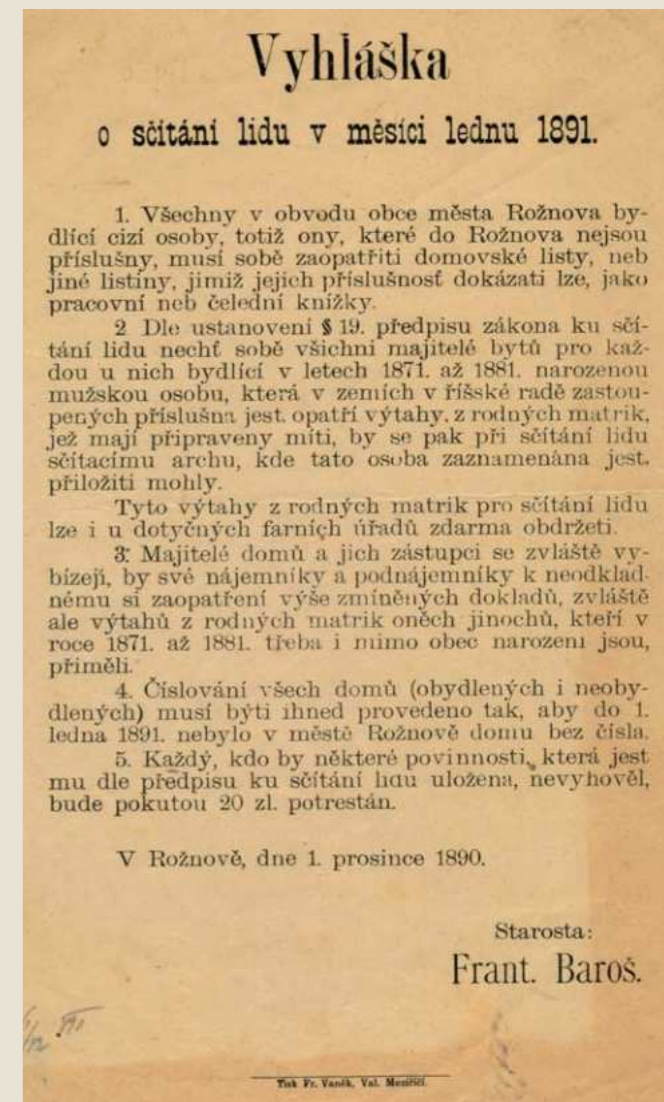 Vyhláška
o sčítání lidu v měsíci lednu 1891.
1. Všechny v obvodu obce města Rožnova by-
dlící cizí osoby, totiž ony, které do Rožnova nejsou
příslušny, musí sobě zaopatřiti domovské listy, neb
jiné listiny, jimiž jejich příslušnosť dokázati lze, jako
pracovní neb čelední knížky.
2 Dle ustanovení § 19. předpisu zákona ku sčí-
tání lidu nechť sobě všichni majitelé bytů pro kaž-
dou u nich bydlící v letech 1871. až 1881. narozenou
mužskou osobu, která v zemích v říšské radě zastou-
pených příslušna jest. opatří výtahy. z rodných matrik,
jež mají připraveny míti, by se pak při sčítání lidu
sčítacímu archu, kde tato osoba zaznamenána jest.
přiložiti mohly.
Tyto výtahy z rodných matrik pro sčítání lidu
lze i u dotyčných farních úřadů zdarma obdržeti.
3. Majitelé domů a jich zástupci se zvláště vy-
bízejí, by své nájemníky a podnájemníky k neodklad-
nému si zaopatření výše zmíněných dokladů, zvláště
ale výtahů z rodných matrik oněch jinochů, kteří v
roce 1871. až 1881. třeba i mimo obec narozeni jsou,
přiměli.
4. Číslování všech domů (obydlených i neoby-
dlených) musí býti ihned provedeno tak, aby do 1.
ledna 1891. nebylo v městě Rožnově domu bez čísla.
5. Každý, kdo by některé povinnosti, která jest
mu dle předpisu ku sčítání lidu uložena, nevyhověl,
bude pokutou 20 zl. potrestán.
V Rožnově, dne 1. prosince 1890.
Starosta:
Frant. Baroš.
Tisk Fr. Vaněk, Val. Meziříčí.